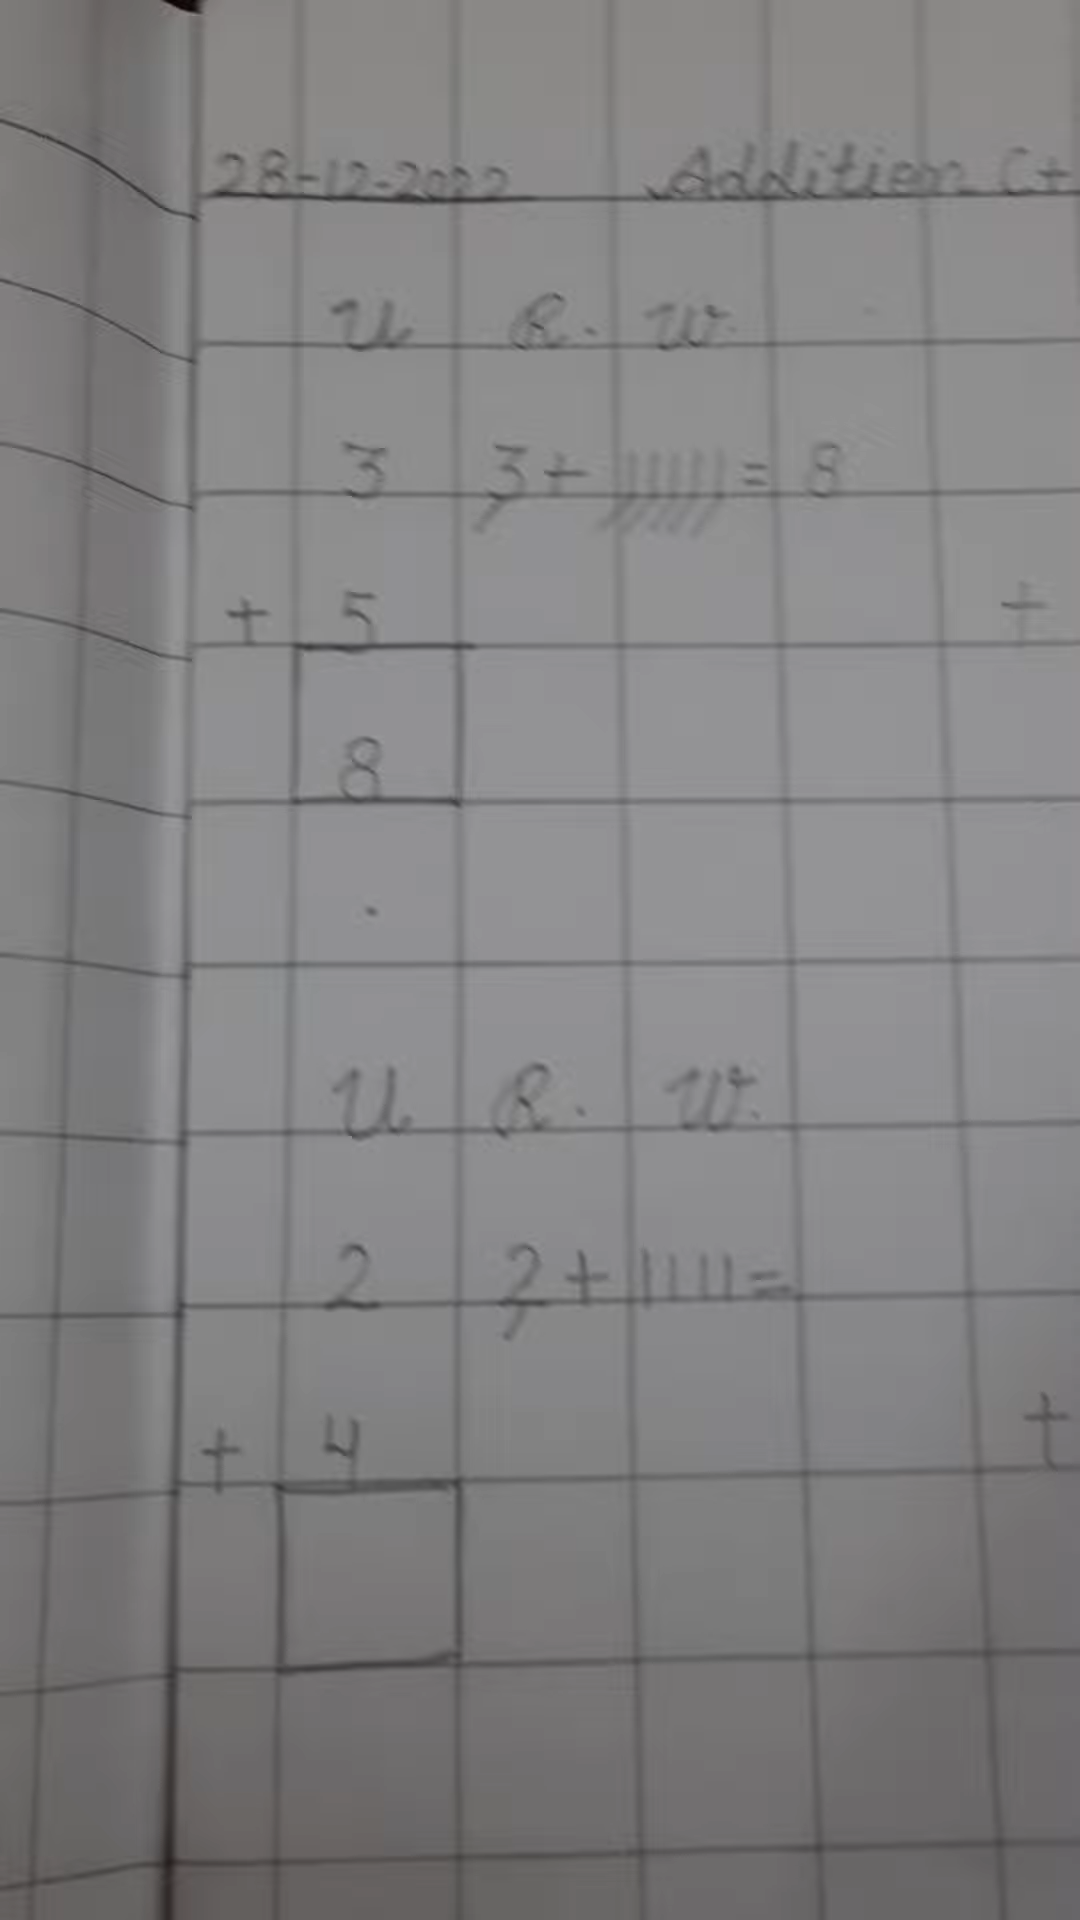 28-12-2022 Addition (+
U R. W.
3 3+ |||||| = 8
+ 5 +
8
U R. W.
2 2+||||=
+ 4 +